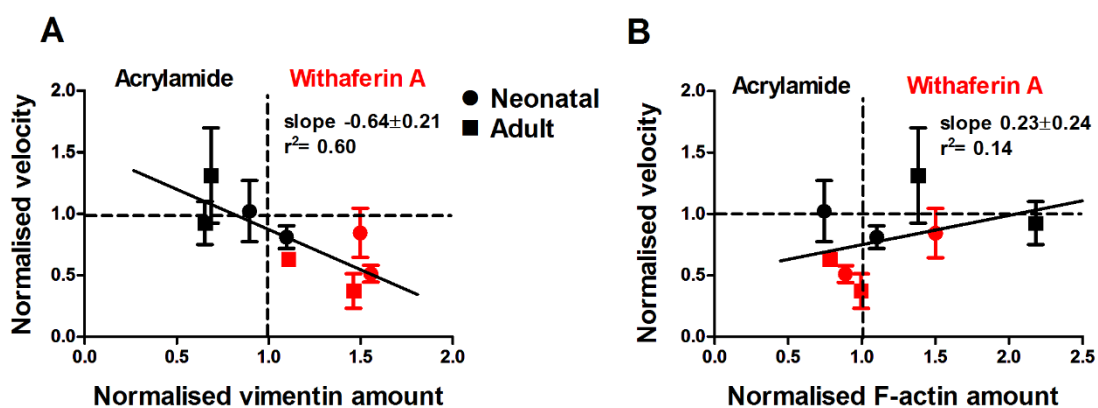 A
Acrylamide Withaferin A
slope -0.64±0.21
r²= 0.60
Normalised velocity
2.0
1.5
1.0
0.5
0.0
0.0 0.5 1.0 1.5 2.0
Normalised vimentin amount
Neonatal
Adult
B
Acrylamide Withaferin A
slope 0.23±0.24
r²= 0.14
Normalised velocity
2.0
1.5
1.0
0.5
0.0
0.0 0.5 1.0 1.5 2.0 2.5
Normalised F-actin amount